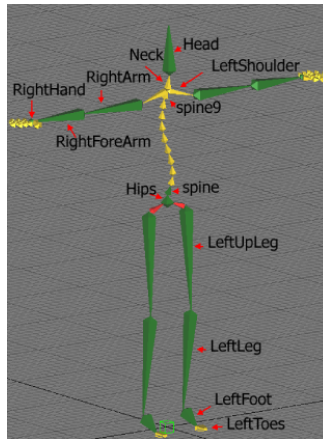 Head
Neck
LeftShoulder
RightArm
RightHand
spine9
RightForeArm
Hips
spine
LeftUpLeg
LeftLeg
LeftFoot
LeftToes